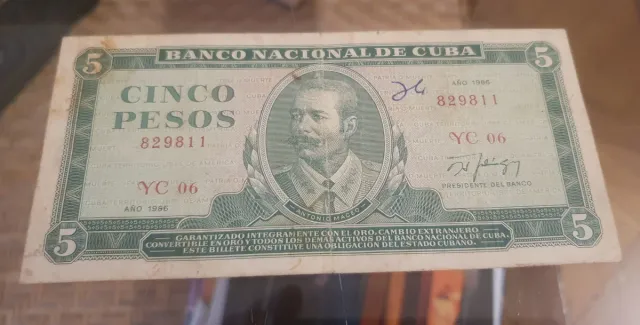 BANCO NACIONAL DE CUBA
5
5
CINCO
PESOS
829811
YC 06
AÑO 1996
AÑO 1996
829811
YC 06
PRESIDENTE DEL BANCO
ANTONIO MACEO
5
5
GARANTIZADO INTEGRAMENTE CON EL ORO, CAMBIO EXTRANJERO
CONVERTIBLE EN ORO Y TODOS LOS DEMAS ACTIVOS DEL BANCO NACIONAL DE CUBA.
ESTE BILLETE CONSTITUYE UNA OBLIGACION DEL ESTADO CUBANO.